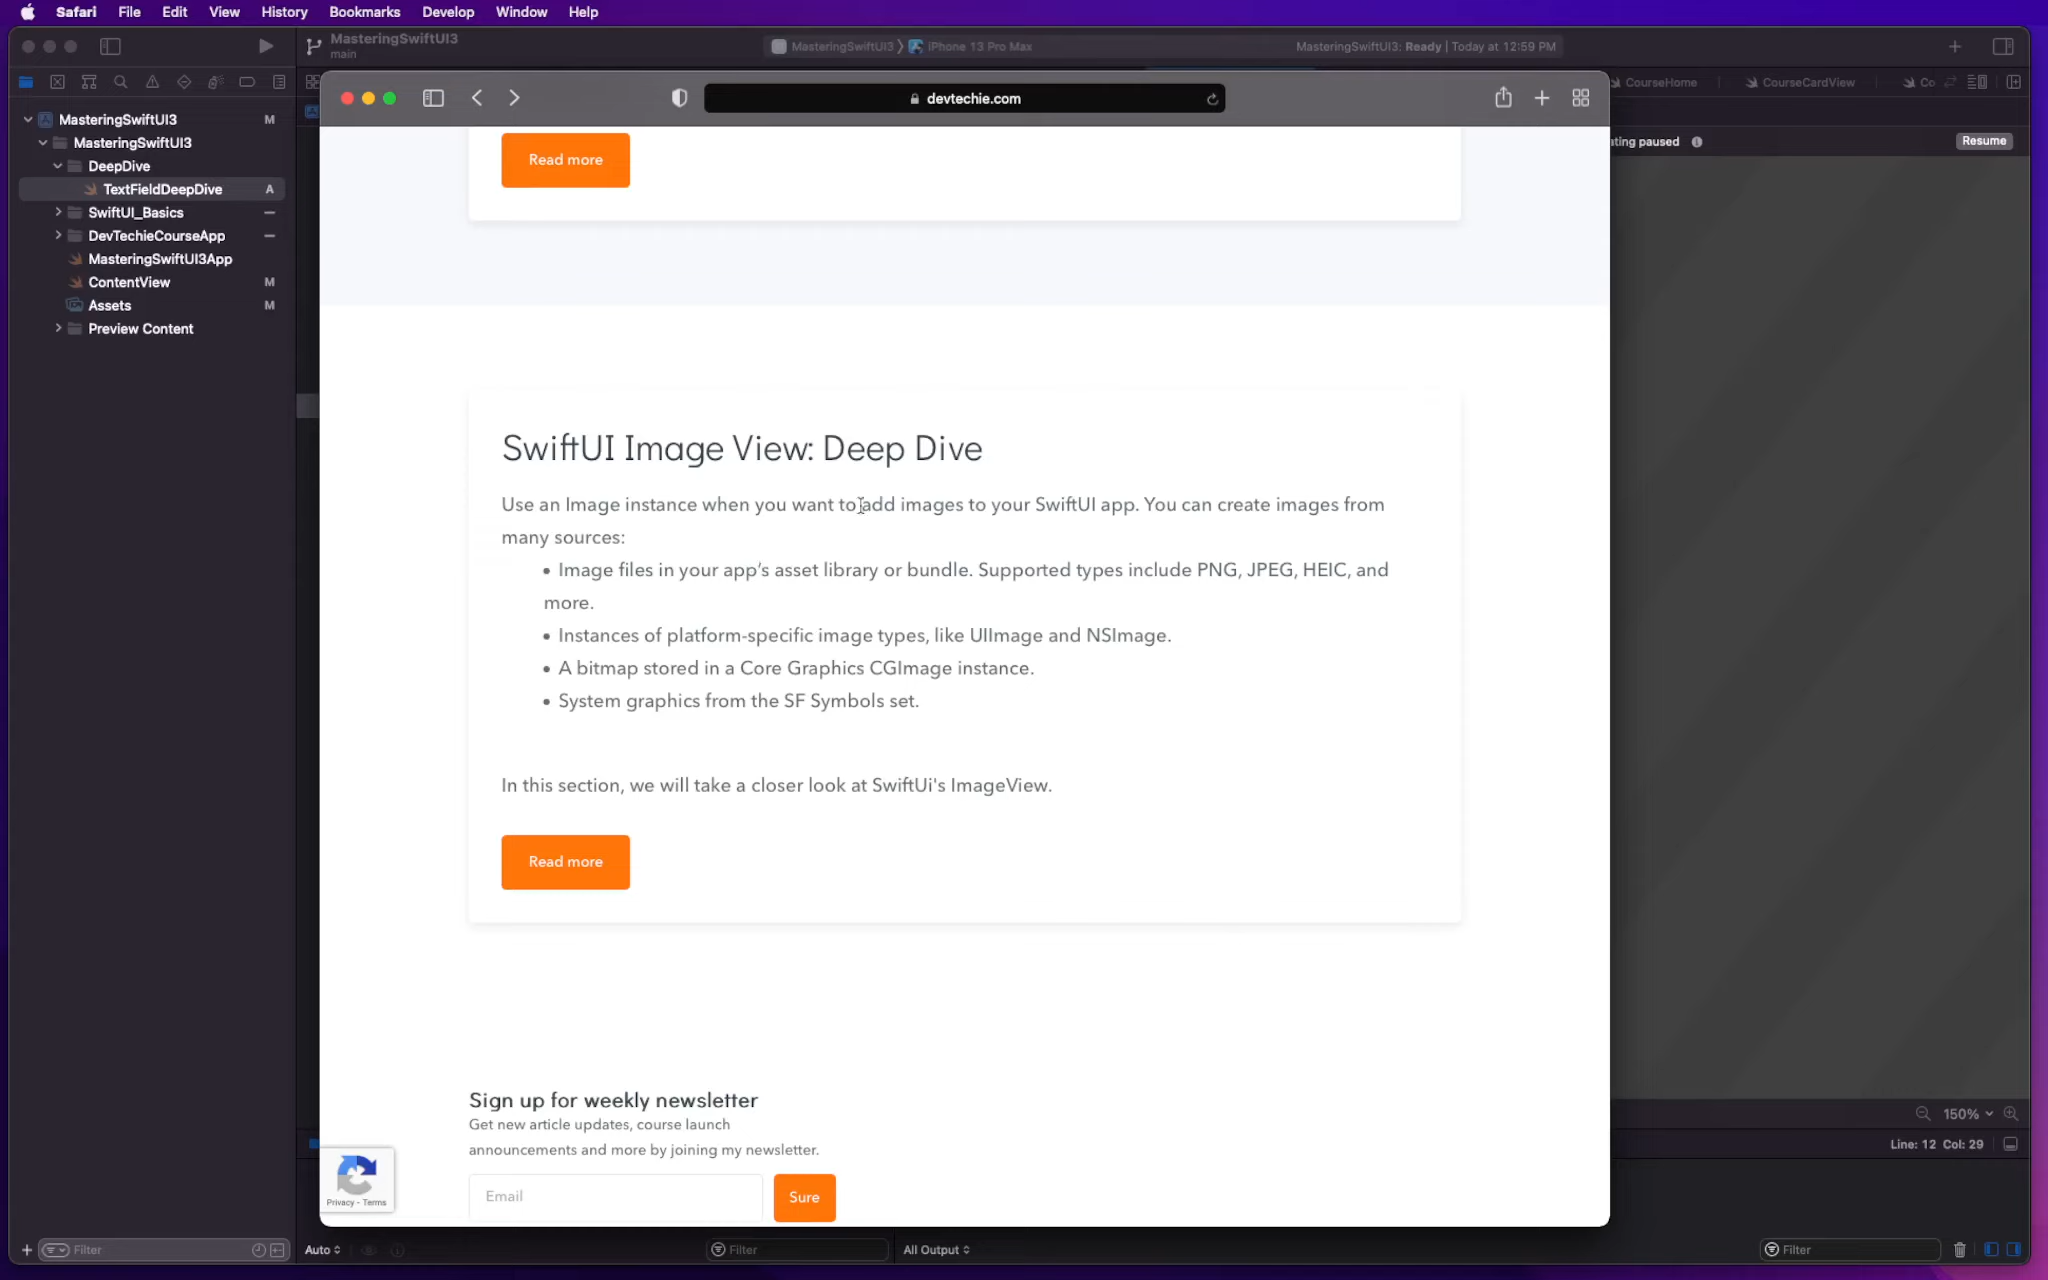 Safari File Edit View History Bookmarks Develop Window Help
MasteringSwiftUI3
main
MasteringSwiftUI3 iPhone 13 Pro Max
MasteringSwiftUI3: Ready | Today at 12:59 PM
devtechie.com
CourseHome
CourseCardView
Co
MasteringSwiftUI3 M
MasteringSwiftUI3
DeepDive
TextFieldDeepDive A
SwiftUI_Basics
DevTechieCourseApp
MasteringSwiftUI3App
ContentView M
Assets M
Preview Content
ating paused
Resume
Read more
SwiftUI Image View: Deep Dive
Use an Image instance when you want to add images to your SwiftUI app. You can create images from
many sources:
• Image files in your app’s asset library or bundle. Supported types include PNG, JPEG, HEIC, and
more.
• Instances of platform-specific image types, like UIImage and NSImage.
• A bitmap stored in a Core Graphics CGImage instance.
• System graphics from the SF Symbols set.
In this section, we will take a closer look at SwiftUi's ImageView.
Read more
Sign up for weekly newsletter
Get new article updates, course launch
announcements and more by joining my newsletter.
Email
Sure
Privacy - Terms
150%
Line: 12 Col: 29
Filter
Auto
Filter
All Output
Filter